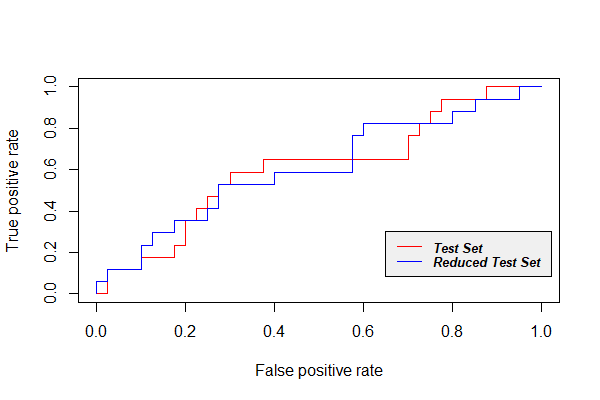 True positive rate
1.0
0.8
0.6
0.4
0.2
0.0
Test Set
Reduced Test Set
0.0 0.2 0.4 0.6 0.8 1.0
False positive rate